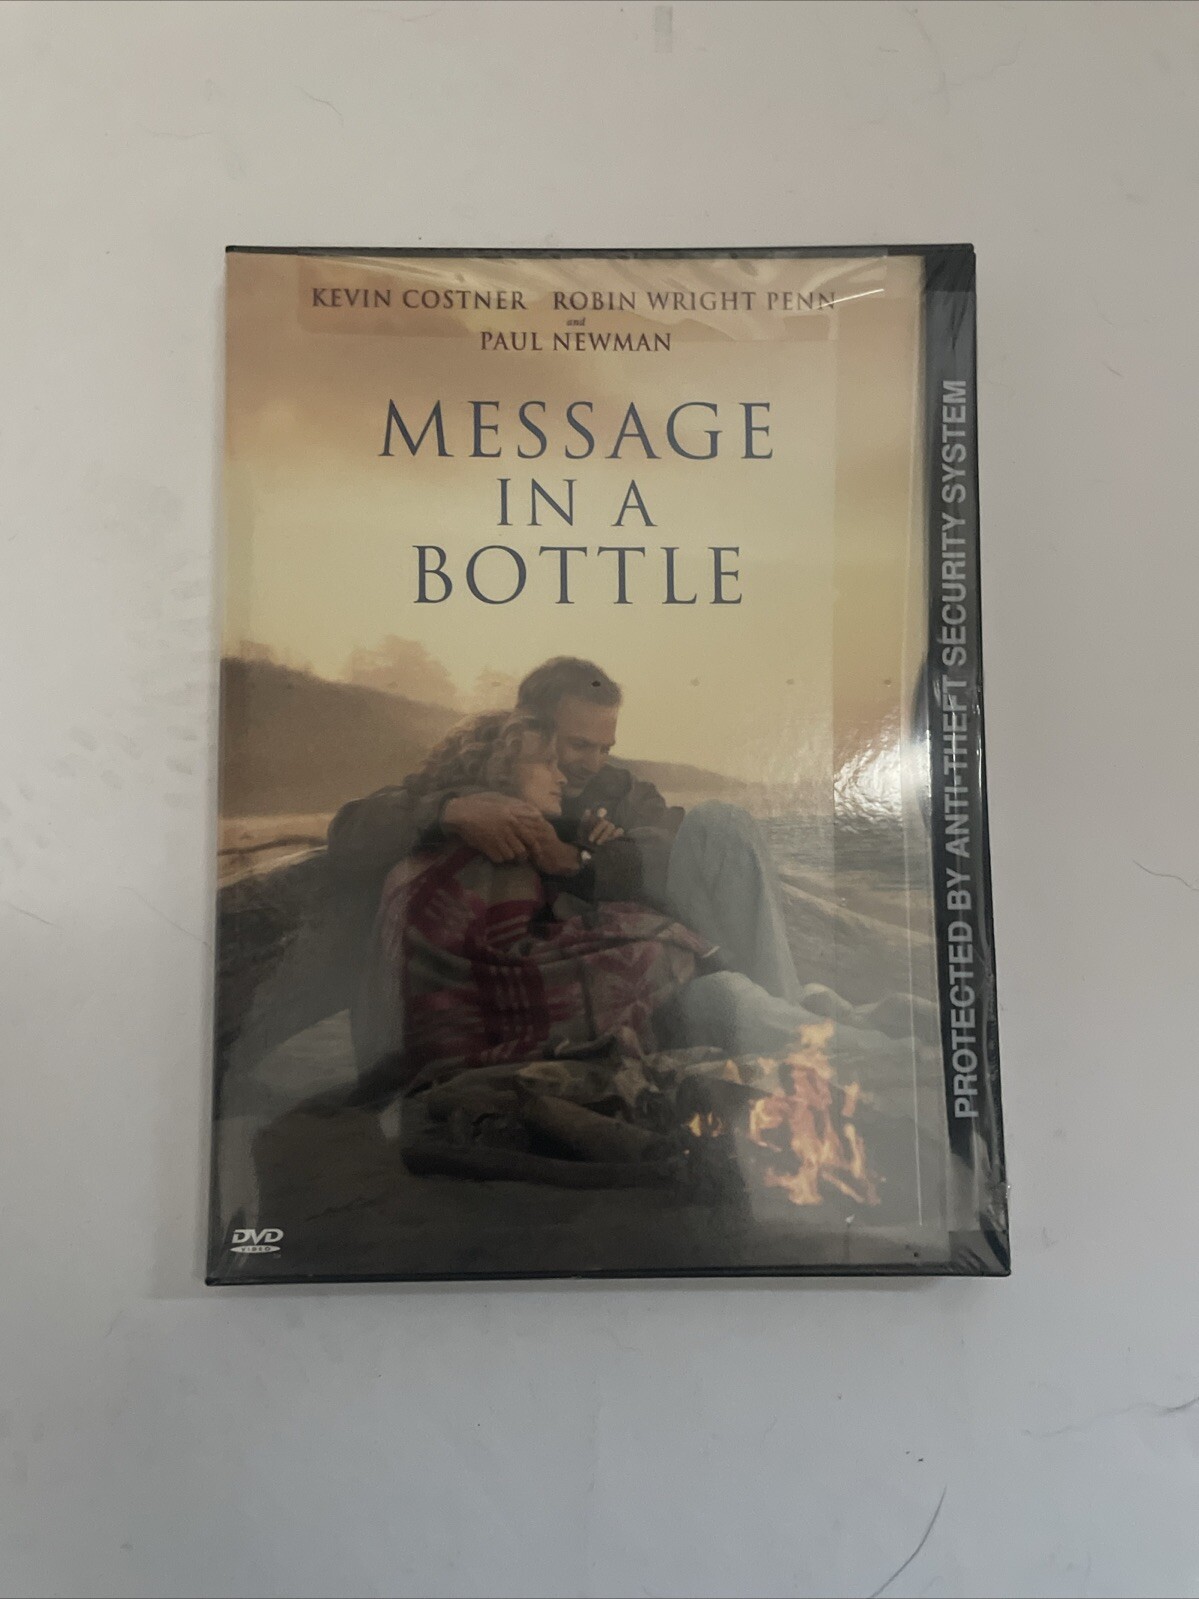 KEVIN COSTNER ROBIN WRIGHT PENN
and
PAUL NEWMAN
MESSAGE
IN A
BOTTLE
PROTECTED BY ANTI-THEFT SECURITY SYSTEM
DVD
VIDEO